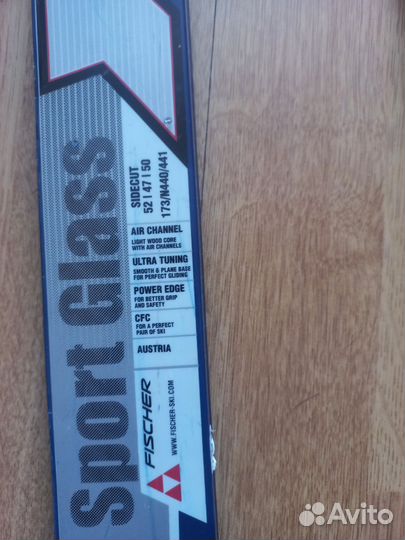 Sport Glass
SIDECUT
52 | 47 | 50
173/N440/441
AIR CHANNEL
LIGHT WOOD CORE
WITH AIR CHANNELS
ULTRA TUNING
SMOOTH & PLANE BASE
FOR PERFECT GLIDING
POWER EDGE
FOR BETTER GRIP
AND SAFETY
CFC
FOR A PERFECT
PAIR OF SKI
AUSTRIA
FISCHER
WWW.FISCHER-SKI.COM
Avito